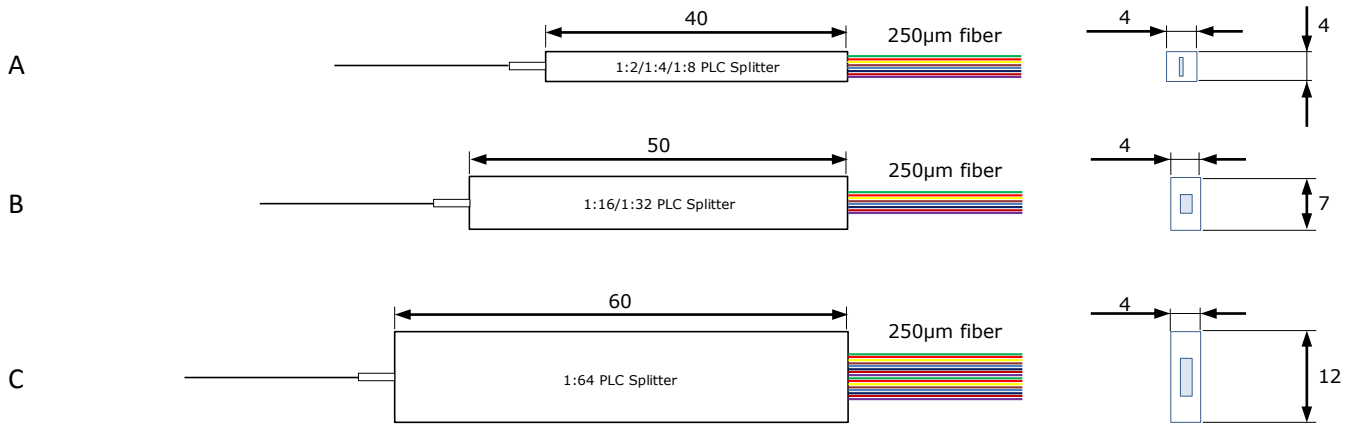 40
250µm fiber
4
4
A
1:2/1:4/1:8 PLC Splitter
50
250µm fiber
4
B
1:16/1:32 PLC Splitter
7
60
250µm fiber
4
C
1:64 PLC Splitter
12